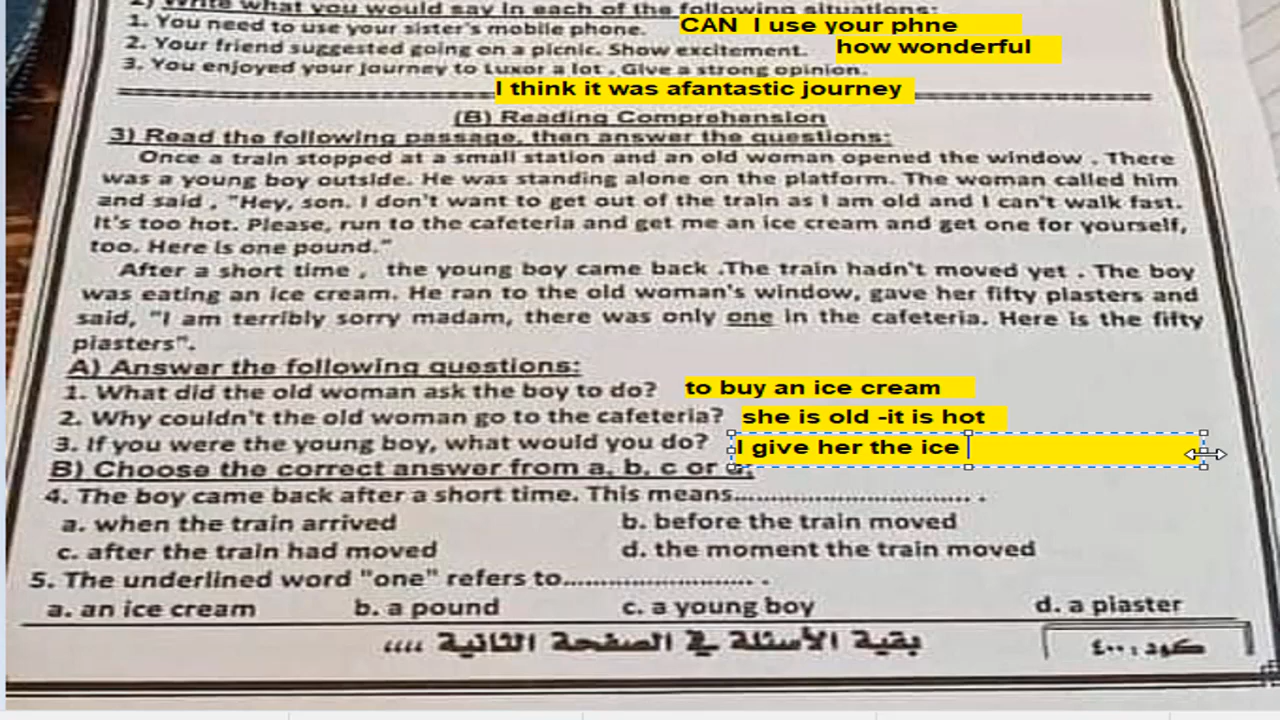 2) Write what you would say in each of the following situations:
1. You need to use your sister's mobile phone. CAN I use your phne
2. Your friend suggested going on a picnic. Show excitement. how wonderful
3. You enjoyed your journey to Luxor a lot . Give a strong opinion.
I think it was afantastic journey
(B) Reading Comprehension
3) Read the following passage, then answer the questions:
Once a train stopped at a small station and an old woman opened the window . There
was a young boy outside. He was standing alone on the platform. The woman called him
and said , "Hey, son. I don't want to get out of the train as I am old and I can't walk fast.
It's too hot. Please, run to the cafeteria and get me an ice cream and get one for yourself,
too. Here is one pound."
After a short time , the young boy came back .The train hadn't moved yet . The boy
was eating an ice cream. He ran to the old woman's window, gave her fifty plasters and
said, "I am terribly sorry madam, there was only one in the cafeteria. Here is the fifty
piasters".
A) Answer the following questions:
1. What did the old woman ask the boy to do? to buy an ice cream
2. Why couldn't the old woman go to the cafeteria? she is old -it is hot
3. If you were the young boy, what would you do? I give her the ice
B) Choose the correct answer from a, b, c or d:
4. The boy came back after a short time. This means.............................. .
a. when the train arrived b. before the train moved
c. after the train had moved d. the moment the train moved
5. The underlined word "one" refers to........................ .
a. an ice cream b. a pound c. a young boy d. a piaster
بقية الأسئلة في الصفحة الثانية ،،،،
كود : ٤٠٠